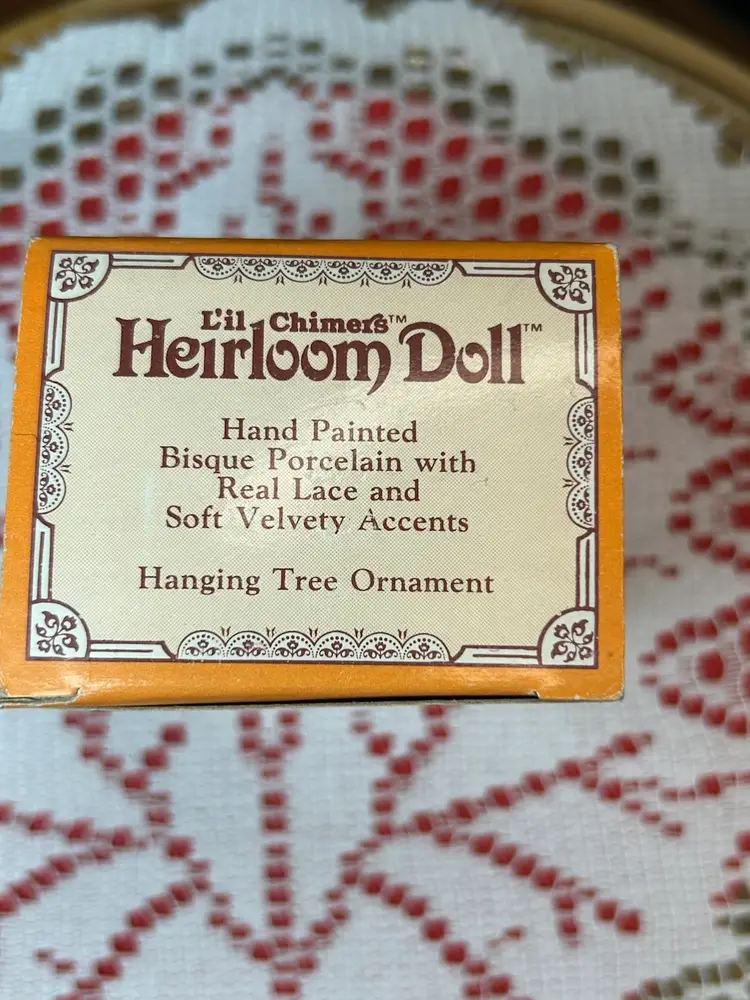 L'il Chimers™
Heirloom Doll™
Hand Painted
Bisque Porcelain with
Real Lace and
Soft Velvety Accents
Hanging Tree Ornament